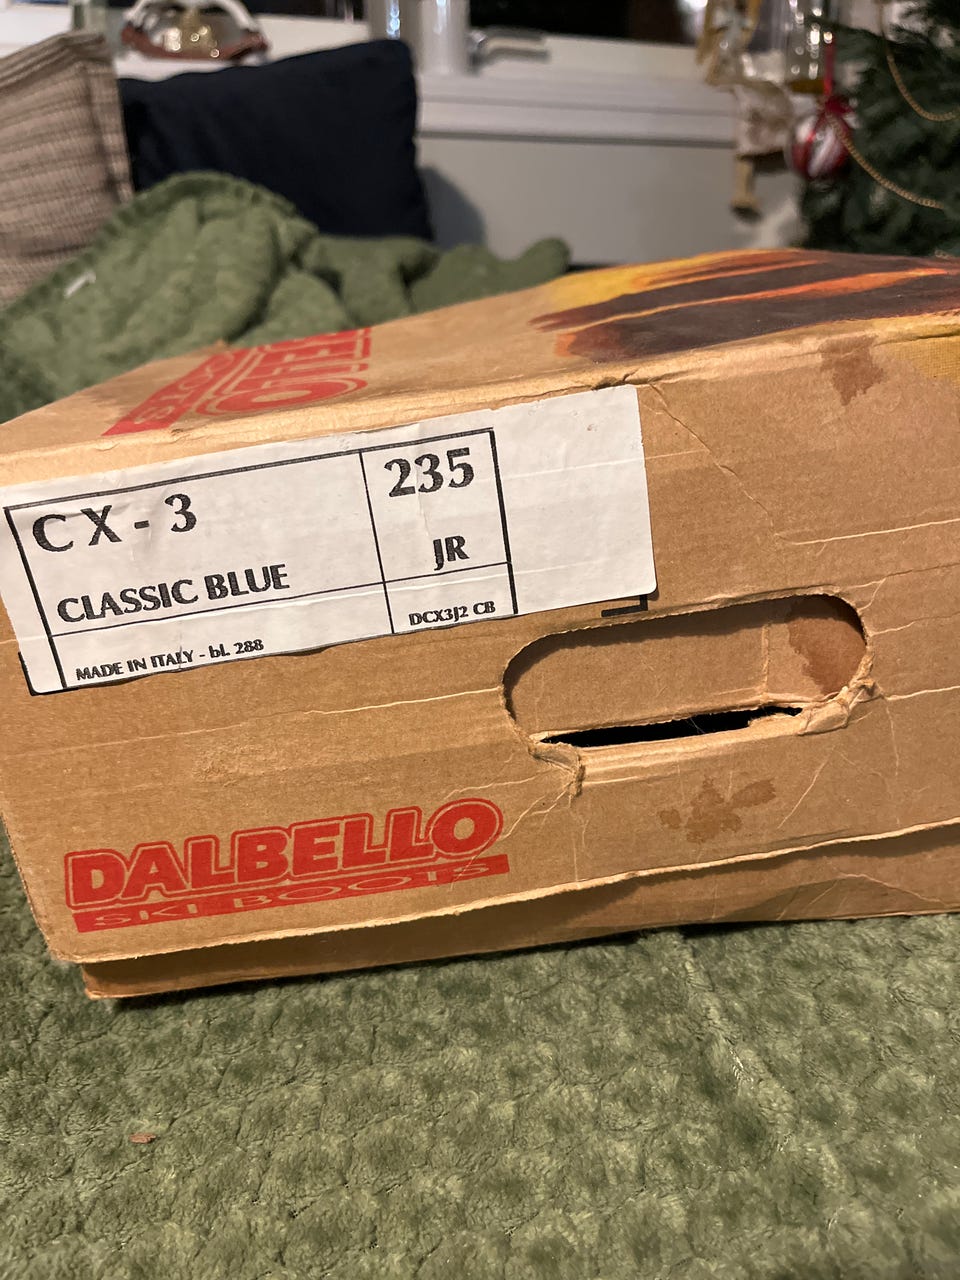 CX-3
CLASSIC BLUE
235
JR
MADE IN ITALY - bl. 288
DCX3J2 CB
DALBELLO
SKI BOOTS